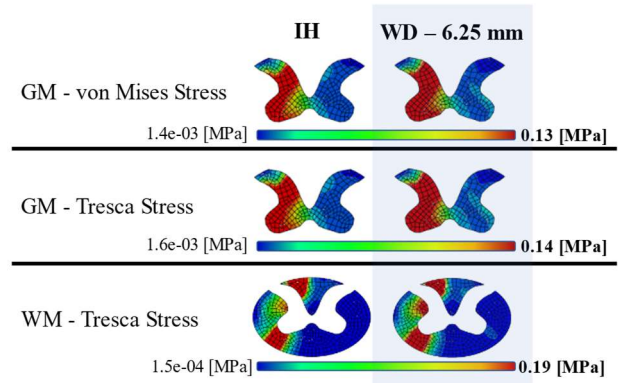 IH WD – 6.25 mm
GM - von Mises Stress
1.4e-03 [MPa] 0.13 [MPa]
GM - Tresca Stress
1.6e-03 [MPa] 0.14 [MPa]
WM - Tresca Stress
1.5e-04 [MPa] 0.19 [MPa]